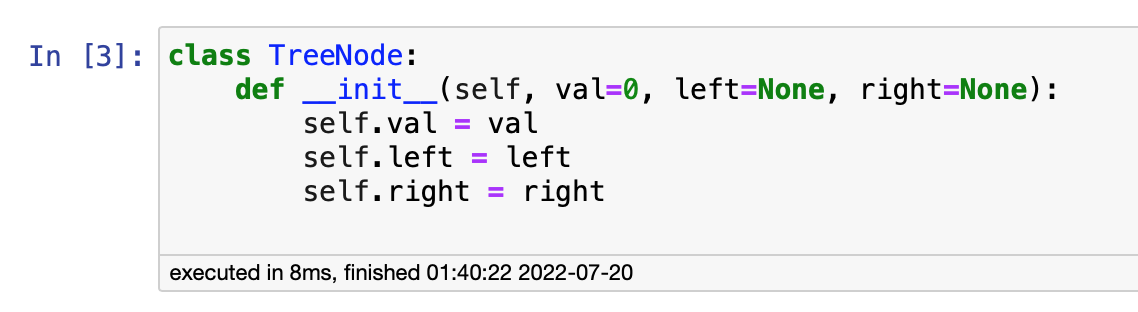 In [3]: class TreeNode:
    def __init__(self, val=0, left=None, right=None):
        self.val = val
        self.left = left
        self.right = right
executed in 8ms, finished 01:40:22 2022-07-20